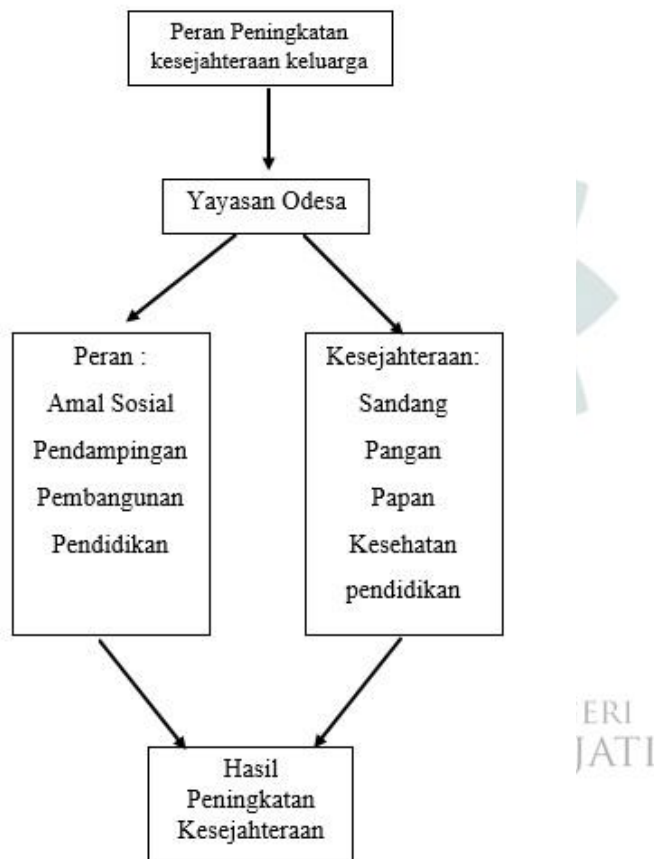 Peran Peningkatan
kesejahteraan keluarga
Yayasan Odesa
Peran :
Amal Sosial
Pendampingan
Pembangunan
Pendidikan
Kesejahteraan:
Sandang
Pangan
Papan
Kesehatan
pendidikan
ERI
JATI
Hasil
Peningkatan
Kesejahteraan